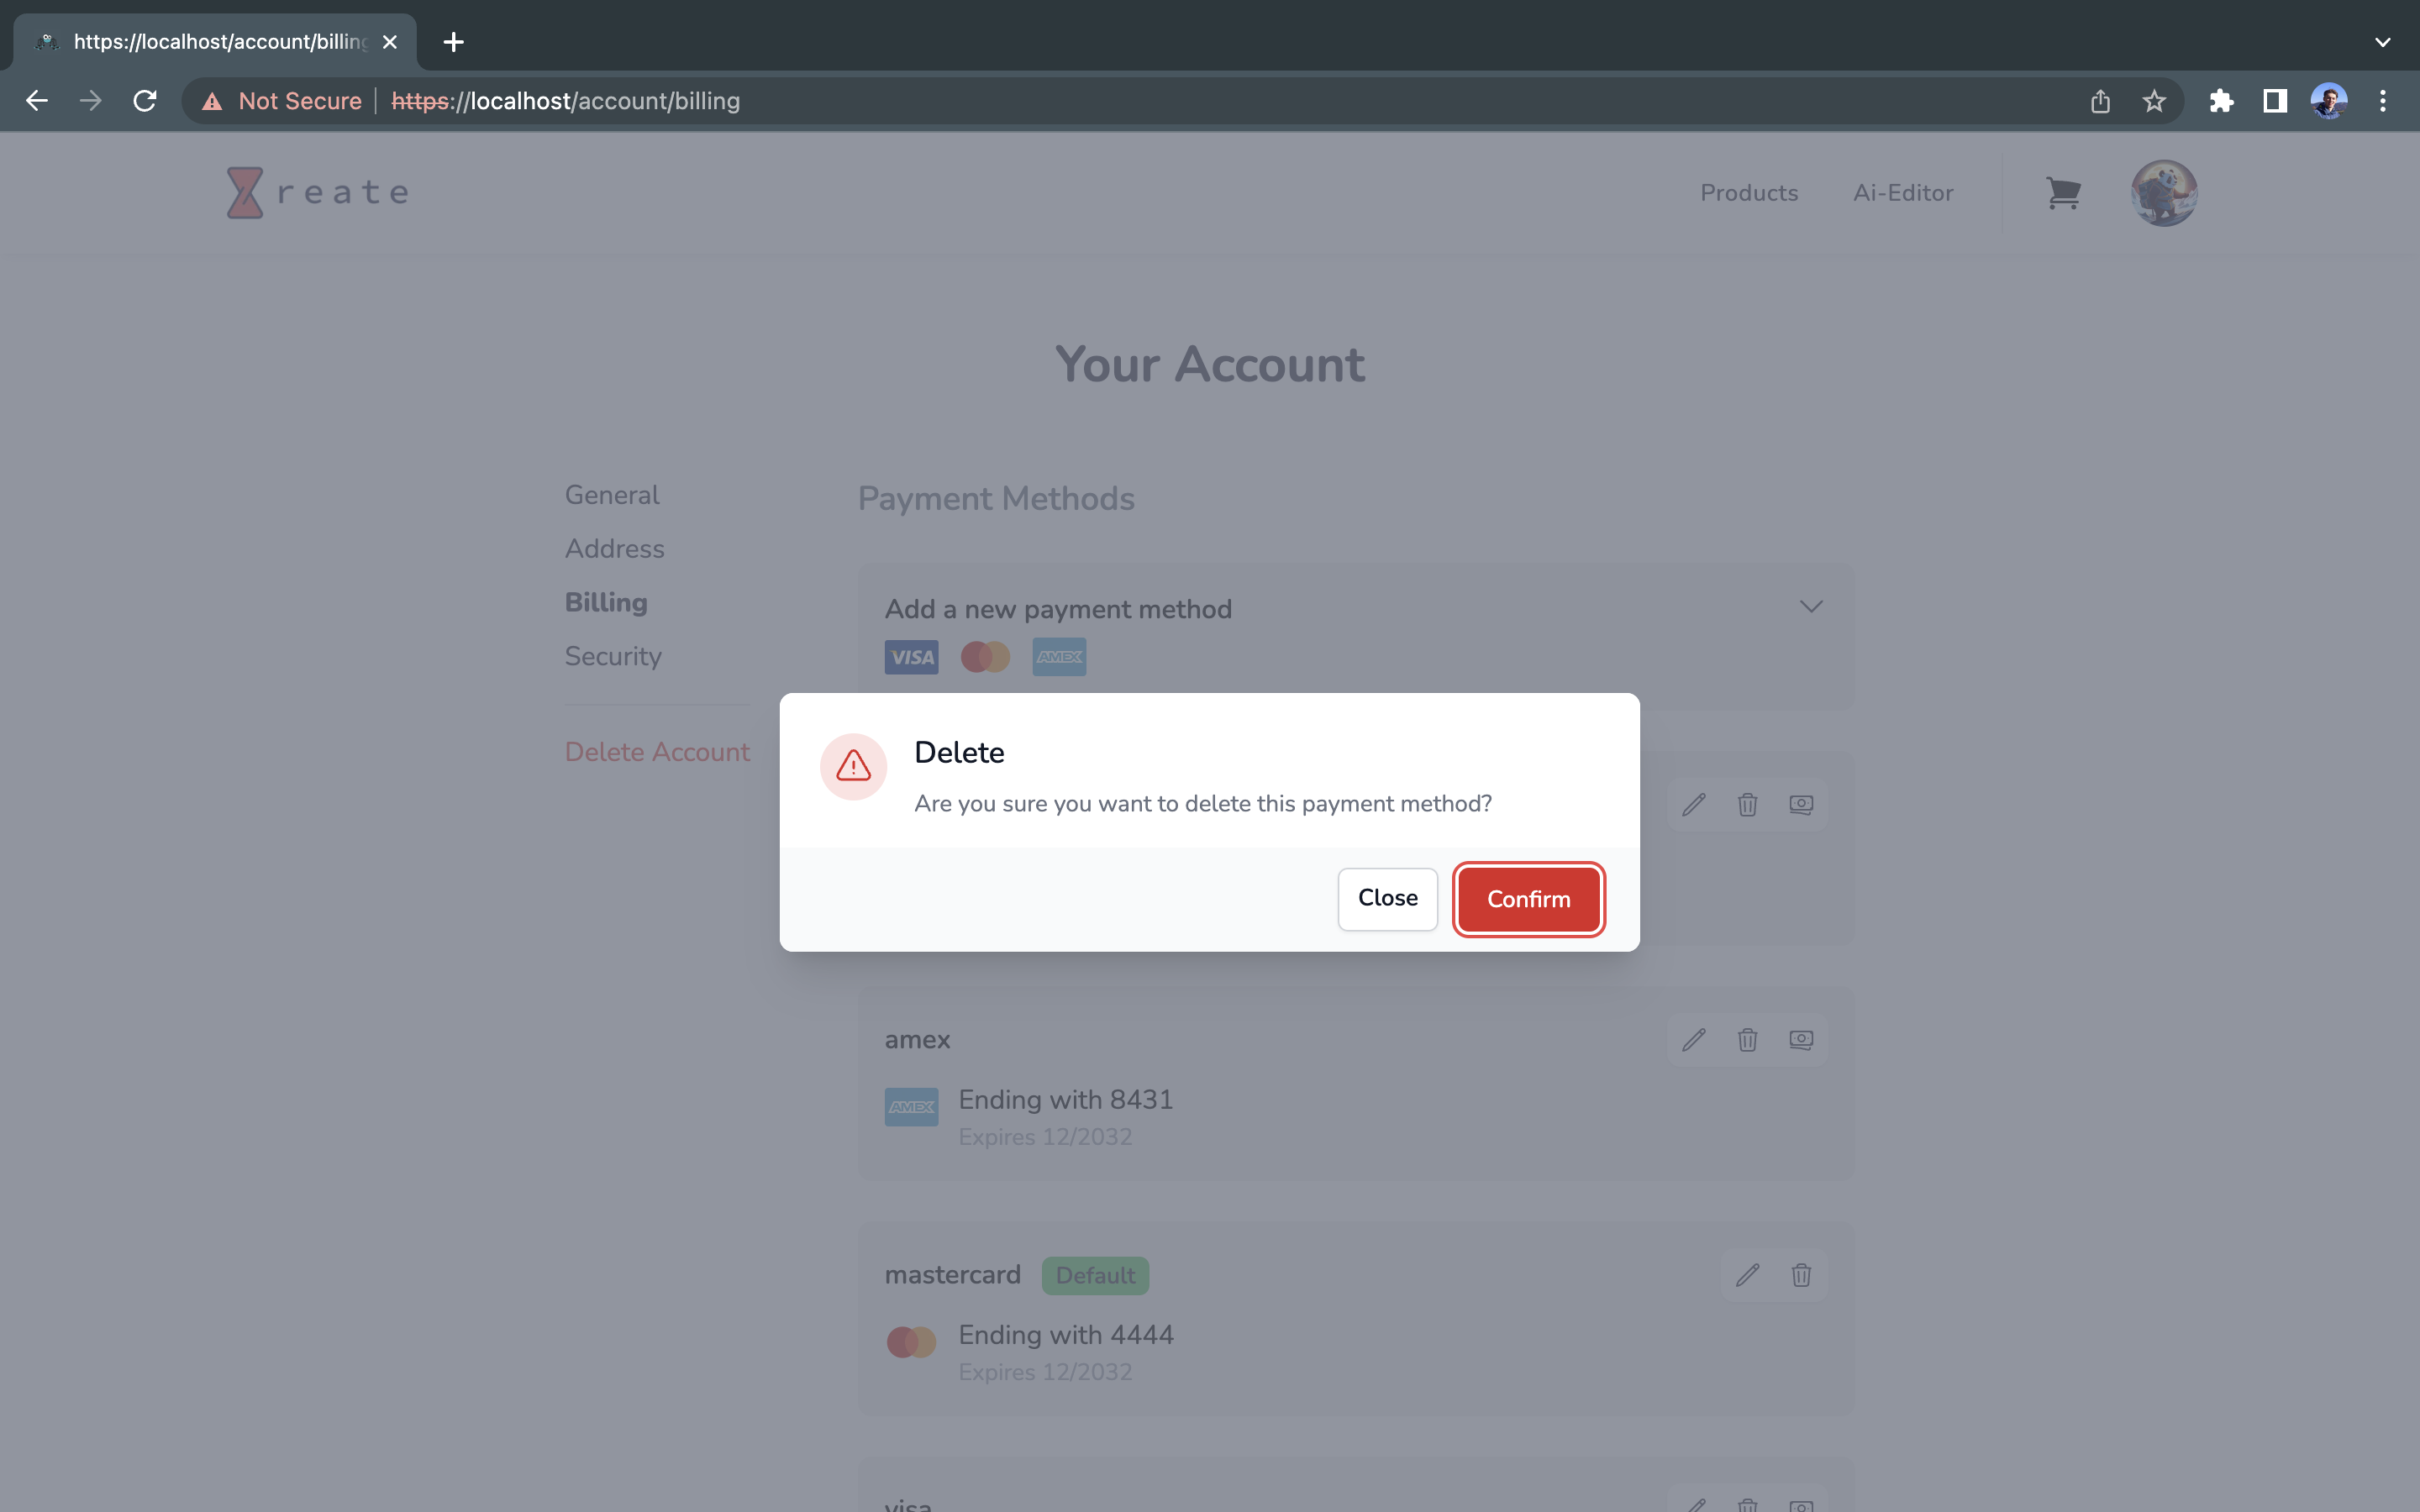 https://localhost/account/billing
Not Secure
https://localhost/account/billing
reate
Products
Ai-Editor
Your Account
General
Address
Billing
Security
Delete Account
Payment Methods
Add a new payment method
VISA
AMEX
Delete
Are you sure you want to delete this payment method?
Close
Confirm
amex
AMEX
Ending with 8431
Expires 12/2032
mastercard
Default
Ending with 4444
Expires 12/2032
visa